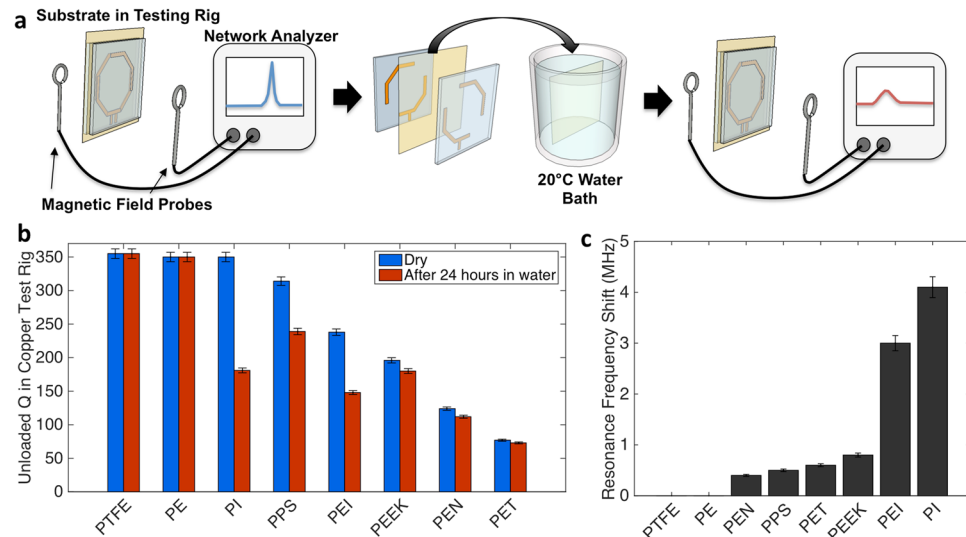 a
Substrate in Testing Rig
Network Analyzer
Magnetic Field Probes
20°C Water
Bath
b
Unloaded Q in Copper Test Rig
350
300
250
200
150
100
50
0
Dry
After 24 hours in water
PTFE
PE
PI
PPS
PEI
PEEK
PEN
PET
c
Resonance Frequency Shift (MHz)
5
4
3
2
1
0
PTFE
PE
PEN
PPS
PET
PEEK
PEI
PI